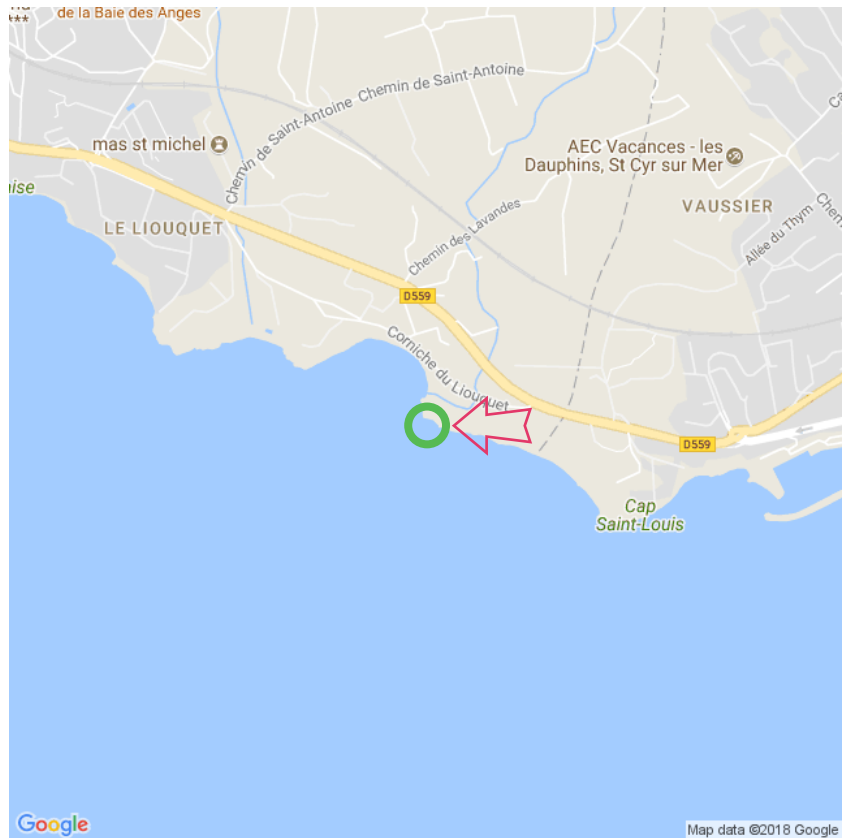 de la Baie des Anges
***
Chemin de Saint-Antoine
Chemin de Saint-Antoine
mas st michel
AEC Vacances - les
Dauphins, St Cyr sur Mer
VAUSSIER
Allée du Thym
LE LIOUQUET
Chemin des Lavandes
D559
Corniche du Liouquet
D559
Cap
Saint-Louis
Google
Map data ©2018 Google